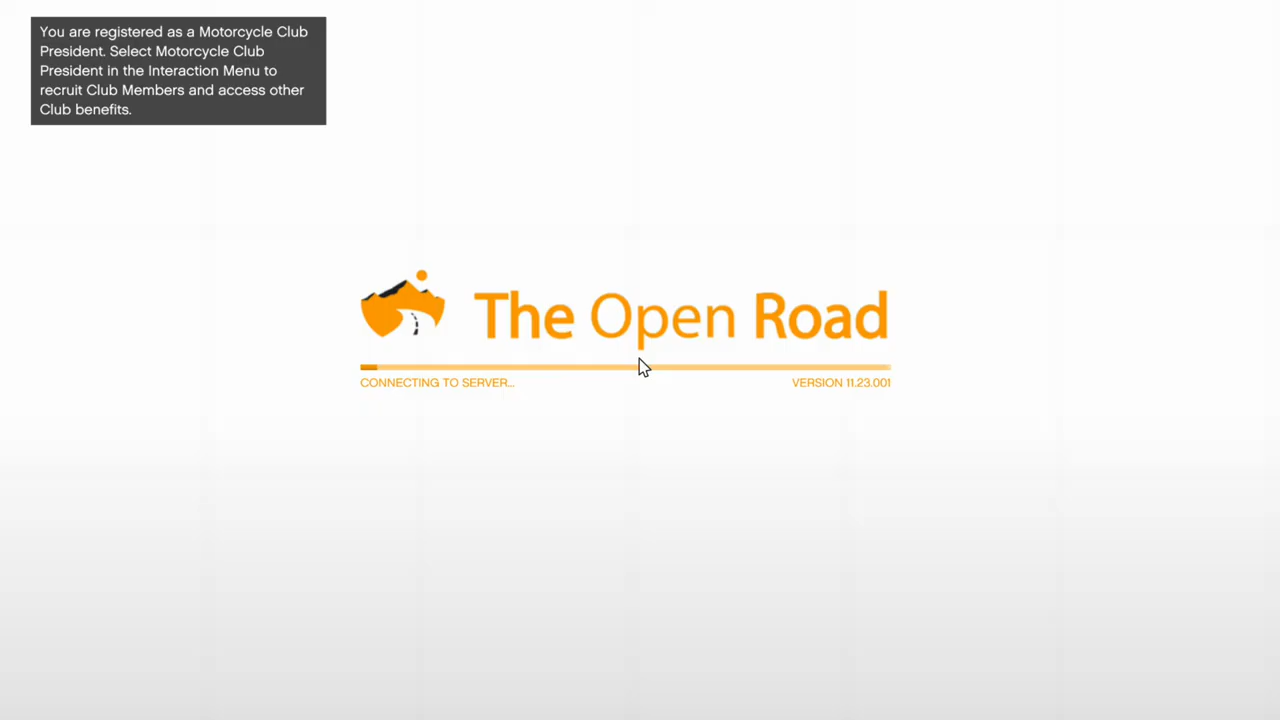 You are registered as a Motorcycle Club
President. Select Motorcycle Club
President in the Interaction Menu to
recruit Club Members and access other
Club benefits.
The Open Road
CONNECTING TO SERVER...
VERSION 11.23.001